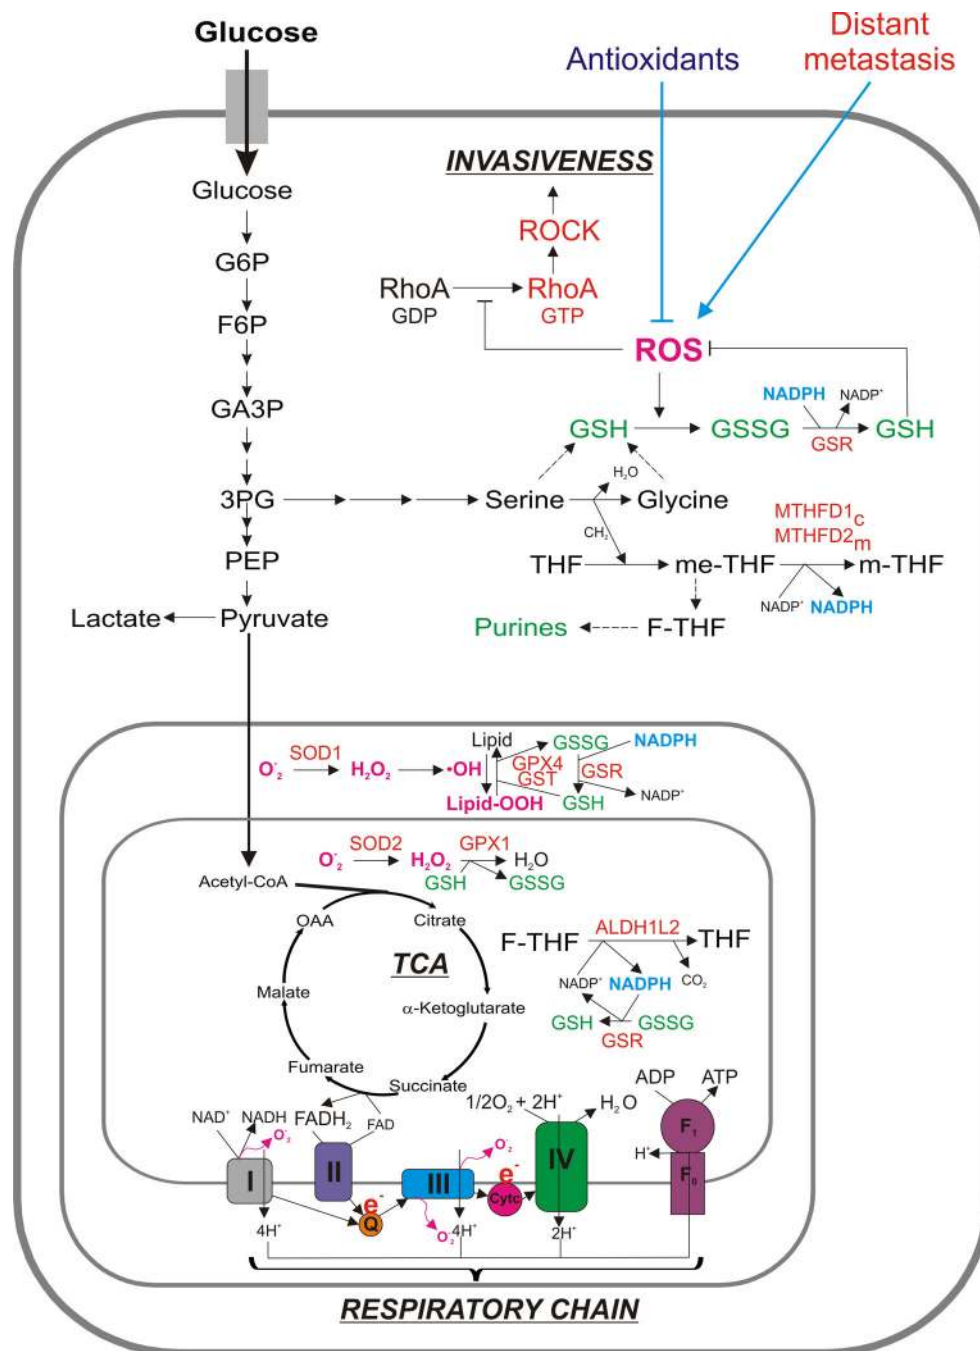 Glucose
Antioxidants
Distant
metastasis
INVASIVENESS
Glucose
ROCK
G6P
RhoA
GDP
RhoA
GTP
F6P
ROS
GA3P
NADPH
NADP⁺
GSH
GSSG
GSR
GSH
H₂O
3PG
Serine
Glycine
CH₂
MTHFD1c
MTHFD2m
PEP
THF
me-THF
m-THF
NADP⁺
NADPH
Lactate
Pyruvate
Purines
F-THF
SOD1
Lipid
GSSG
NADPH
O₂⁻
H₂O₂
•OH
GPX4
GST
GSR
Lipid-OOH
GSH
NADP⁺
SOD2
GPX1
O₂⁻
H₂O₂
H₂O
GSH
GSSG
Acetyl-CoA
OAA
Citrate
TCA
F-THF
ALDH1L2
THF
NADP⁺
NADPH
CO₂
Malate
α-Ketoglutarate
GSH
GSSG
GSR
Fumarate
Succinate
ADP
ATP
NAD⁺
NADH
FADH₂
FAD
1/2O₂ + 2H⁺
H₂O
O₂⁻
O₂⁻
F₁
H⁺
I
II
III
IV
F₀
e⁻
e⁻
Q
Cytc
4H⁺
O₂⁻
4H⁺
2H⁺
RESPIRATORY CHAIN